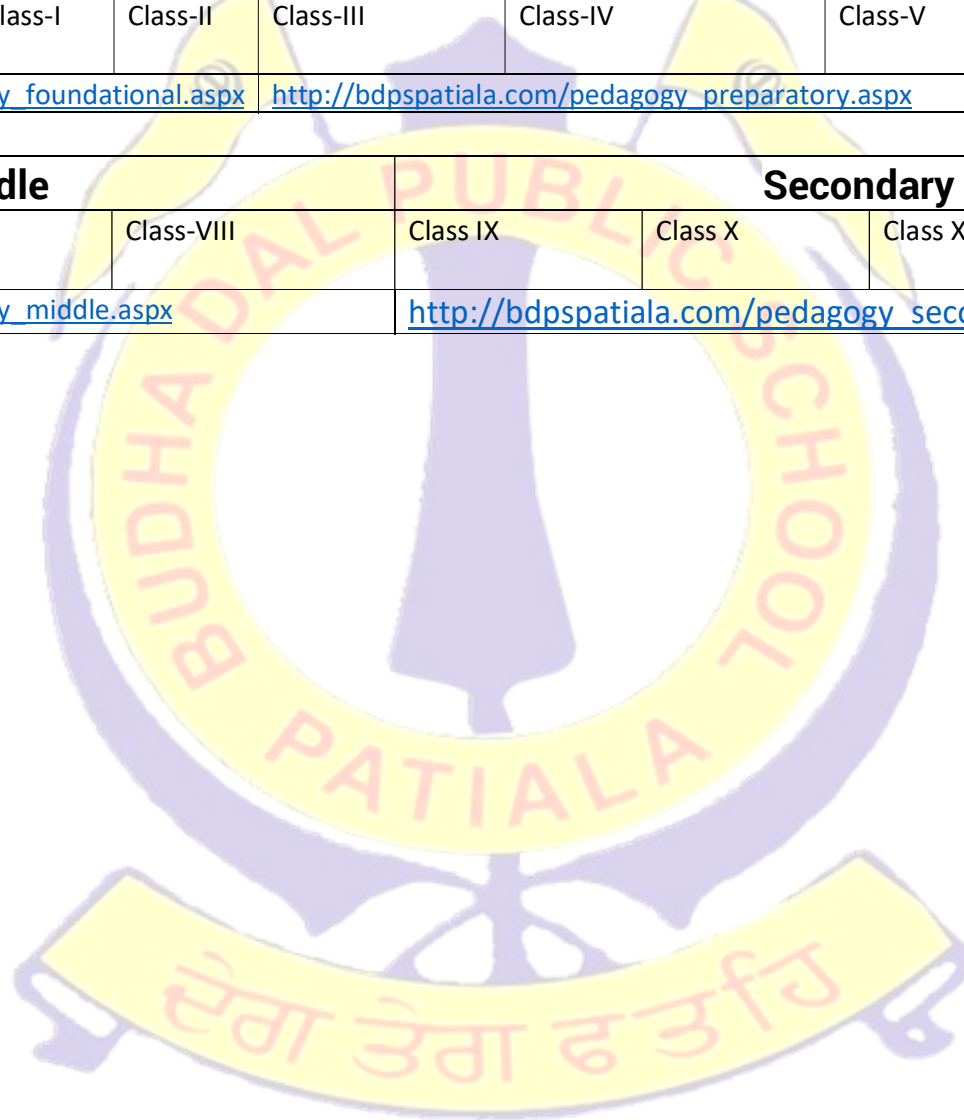 lass-I Class-II Class-III Class-IV Class-V
y_foundational.aspx http://bdpspatiala.com/pedagogy_preparatory.aspx
dle Secondary
Class-VIII Class IX Class X Class X
y_middle.aspx http://bdpspatiala.com/pedagogy_seco
BUDHA DAL PUBLIC SCHOOL
PATIALA
ਦੇਗ ਤੇਗ ਫਤਹਿ